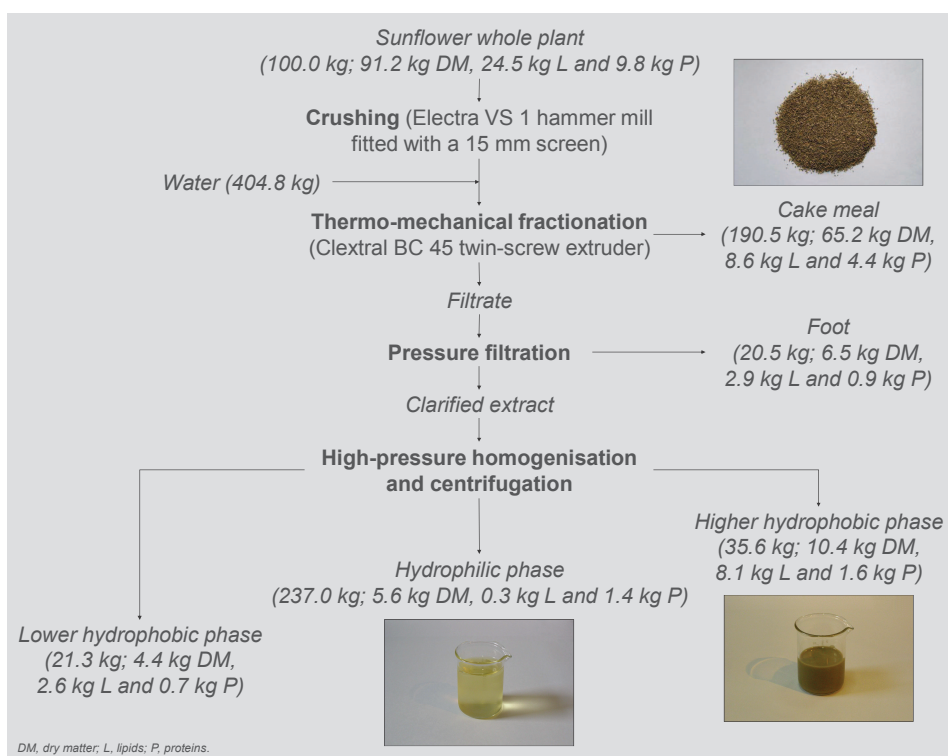 Sunflower whole plant
(100.0 kg; 91.2 kg DM, 24.5 kg L and 9.8 kg P)
Crushing (Electra VS 1 hammer mill
fitted with a 15 mm screen)
Water (404.8 kg)
Thermo-mechanical fractionation
(Clextral BC 45 twin-screw extruder)
Cake meal
(190.5 kg; 65.2 kg DM,
8.6 kg L and 4.4 kg P)
Filtrate
Pressure filtration
Foot
(20.5 kg; 6.5 kg DM,
2.9 kg L and 0.9 kg P)
Clarified extract
High-pressure homogenisation
and centrifugation
Higher hydrophobic phase
(35.6 kg; 10.4 kg DM,
8.1 kg L and 1.6 kg P)
Hydrophilic phase
(237.0 kg; 5.6 kg DM, 0.3 kg L and 1.4 kg P)
Lower hydrophobic phase
(21.3 kg; 4.4 kg DM,
2.6 kg L and 0.7 kg P)
DM, dry matter; L, lipids; P, proteins.